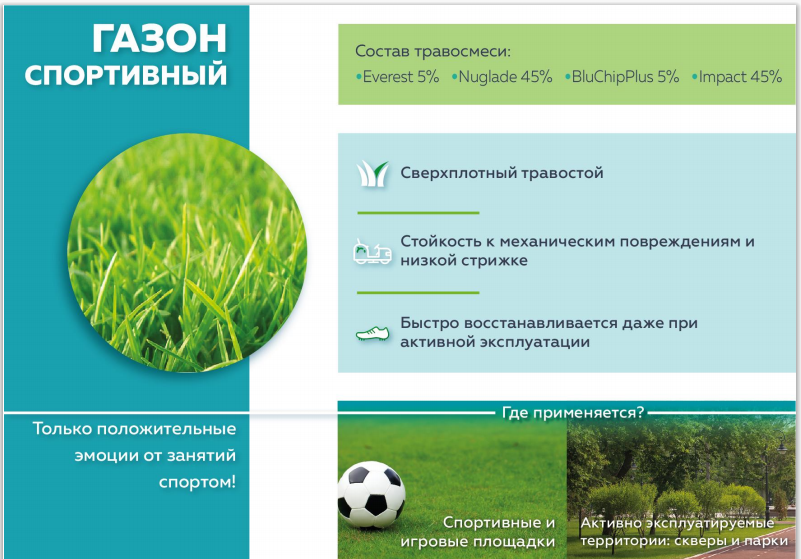 ГАЗОН
СПОРТИВНЫЙ
Только положительные
эмоции от занятий
спортом!
Состав травосмеси:
•Everest 5% •Nuglade 45% •BluChipPlus 5% •Impact 45%
Сверхплотный травостой
Стойкость к механическим повреждениям и
низкой стрижке
Быстро восстанавливается даже при
активной эксплуатации
Где применяется?
Спортивные и
игровые площадки
Активно эксплуатируемые
территории: скверы и парки